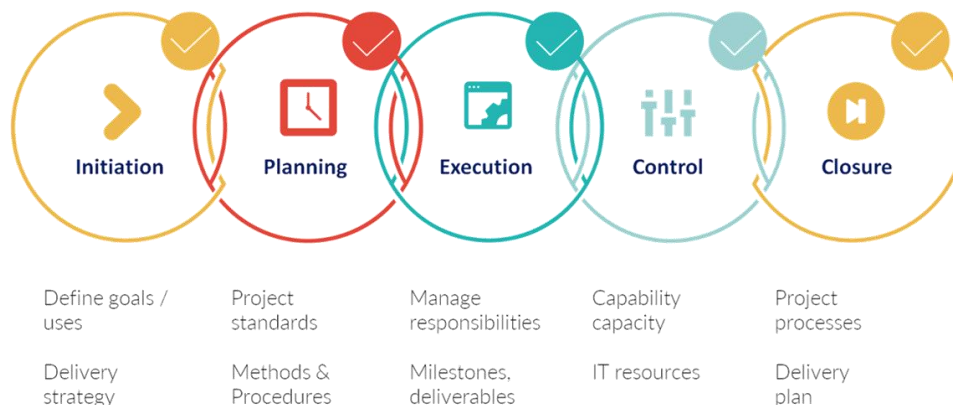 Initiation
Planning
Execution
Control
Closure
Define goals /
uses
Project
standards
Manage
responsibilities
Capability
capacity
Project
processes
Delivery
strategy
Methods &
Procedures
Milestones,
deliverables
IT resources
Delivery
plan